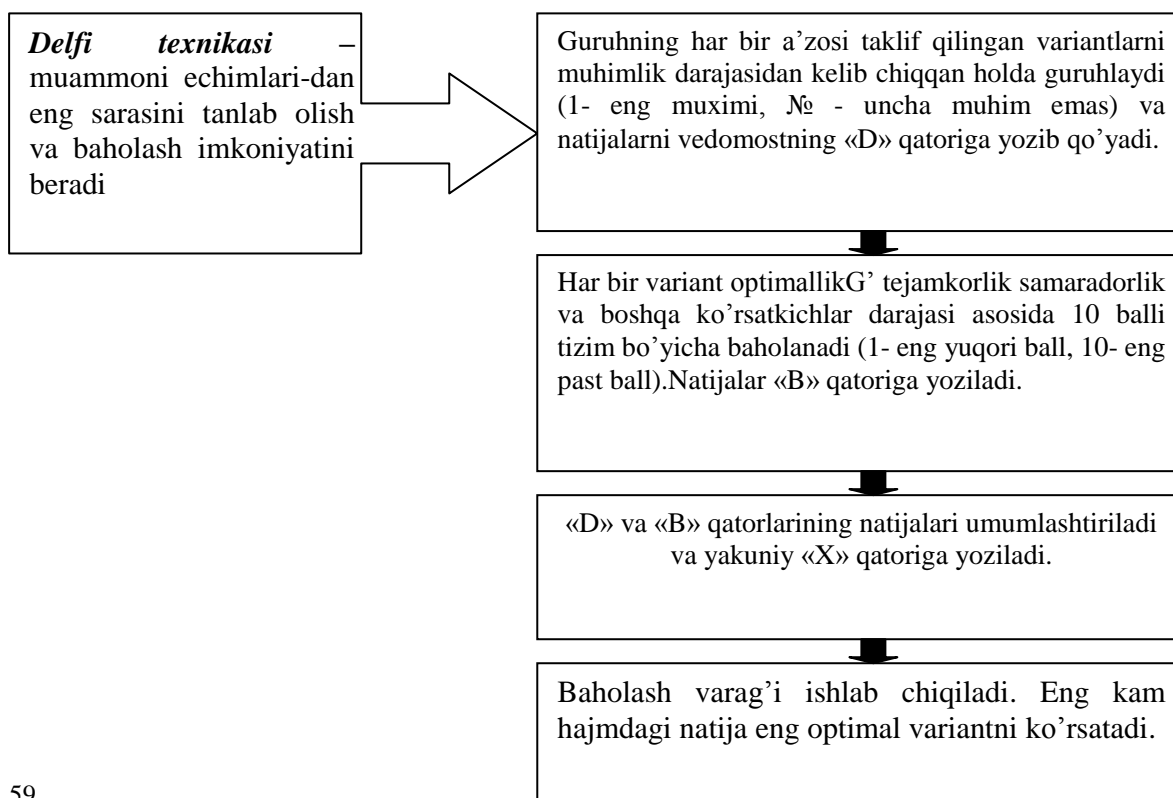 Delfi texnikasi –
muammoni echimlari-dan
eng sarasini tanlab olish
va baholash imkoniyatini
beradi
Guruhning har bir a’zosi taklif qilingan variantlarni
muhimlik darajasidan kelib chiqqan holda guruhlaydi
(1- eng muximi, № - uncha muhim emas) va
natijalarni vedomostning «D» qatoriga yozib qo’yadi.
Har bir variant optimallikG’ tejamkorlik samaradorlik
va boshqa ko’rsatkichlar darajasi asosida 10 balli
tizim bo’yicha baholanadi (1- eng yuqori ball, 10- eng
past ball).Natijalar «B» qatoriga yoziladi.
«D» va «B» qatorlarining natijalari umumlashtiriladi
va yakuniy «X» qatoriga yoziladi.
Baholash varag’i ishlab chiqiladi. Eng kam
hajmdagi natija eng optimal variantni ko’rsatadi.
59